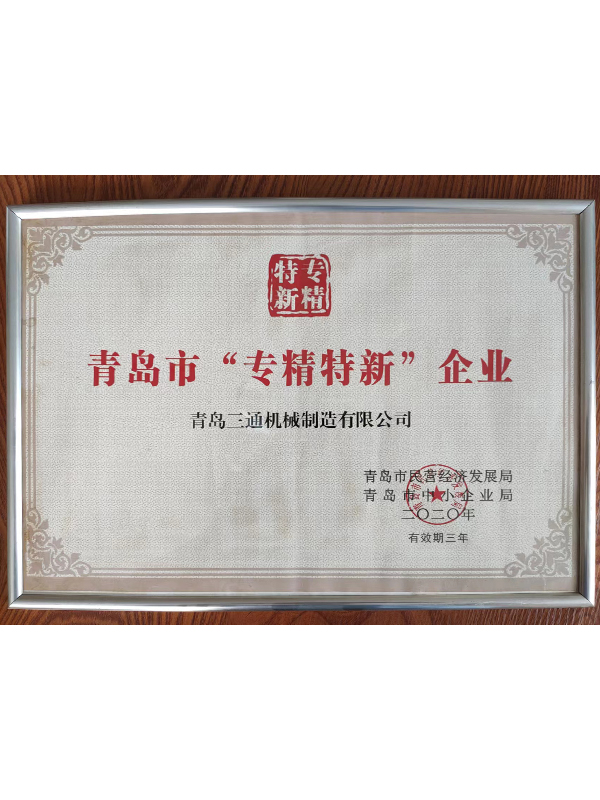 专精
特新
青岛市“专精特新”企业
青岛三通机械制造有限公司
青岛市民营经济发展局
青岛市中小企业局
二〇二〇年
有效期三年